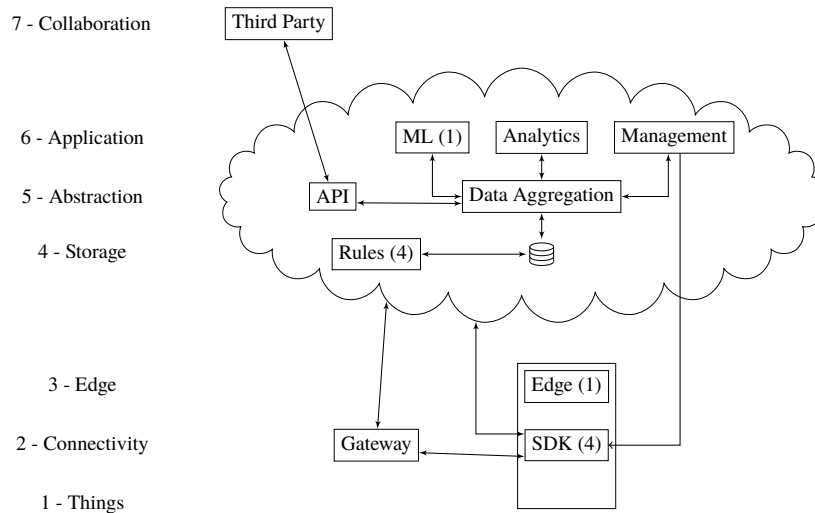 7 - Collaboration
Third Party
6 - Application
ML (1)
Analytics
Management
5 - Abstraction
API
Data Aggregation
4 - Storage
Rules (4)
3 - Edge
Edge (1)
2 - Connectivity
Gateway
SDK (4)
1 - Things